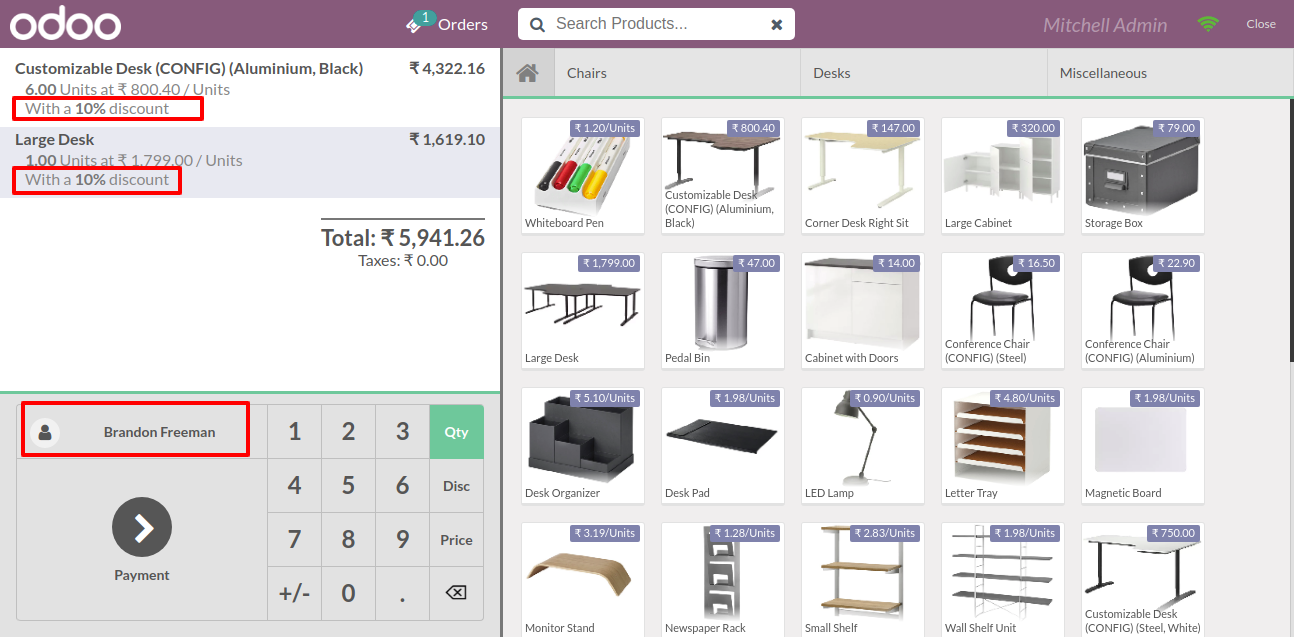 odoo
1
Orders
Search Products...
Mitchell Admin
Close
Customizable Desk (CONFIG) (Aluminium, Black) ₹ 4,322.16
6.00 Units at ₹ 800.40 / Units
With a 10% discount
Large Desk ₹ 1,619.10
1.00 Units at ₹ 1,799.00 / Units
With a 10% discount
Total: ₹ 5,941.26
Taxes: ₹ 0.00
Brandon Freeman
1 2 3 Qty
4 5 6 Disc
7 8 9 Price
+/- 0 .
Payment
Chairs
Desks
Miscellaneous
₹ 1.20/Units
Whiteboard Pen
₹ 800.40
Customizable Desk
(CONFIG) (Aluminium,
Black)
₹ 147.00
Corner Desk Right Sit
₹ 320.00
Large Cabinet
₹ 79.00
Storage Box
₹ 1,799.00
Large Desk
₹ 47.00
Pedal Bin
₹ 14.00
Cabinet with Doors
₹ 16.50
Conference Chair
(CONFIG) (Steel)
₹ 22.90
Conference Chair
(CONFIG) (Aluminium)
₹ 5.10/Units
Desk Organizer
₹ 1.98/Units
Desk Pad
₹ 0.90/Units
LED Lamp
₹ 4.80/Units
Letter Tray
₹ 1.98/Units
Magnetic Board
₹ 3.19/Units
Monitor Stand
₹ 1.28/Units
Newspaper Rack
₹ 2.83/Units
Small Shelf
₹ 1.98/Units
Wall Shelf Unit
₹ 750.00
Customizable Desk
(CONFIG) (Steel, White)